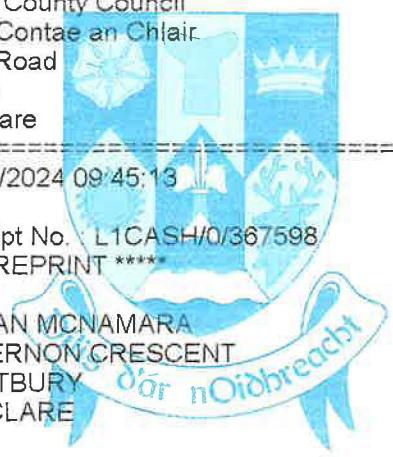 County Council
Contae an Chlair
Road
are
========================
/2024 09:45:13
pt No. : L1CASH/0/367598
REPRINT *****
AN MCNAMARA
ERNON CRESCENT
TBURY
CLARE
d'ár nOidhreacht